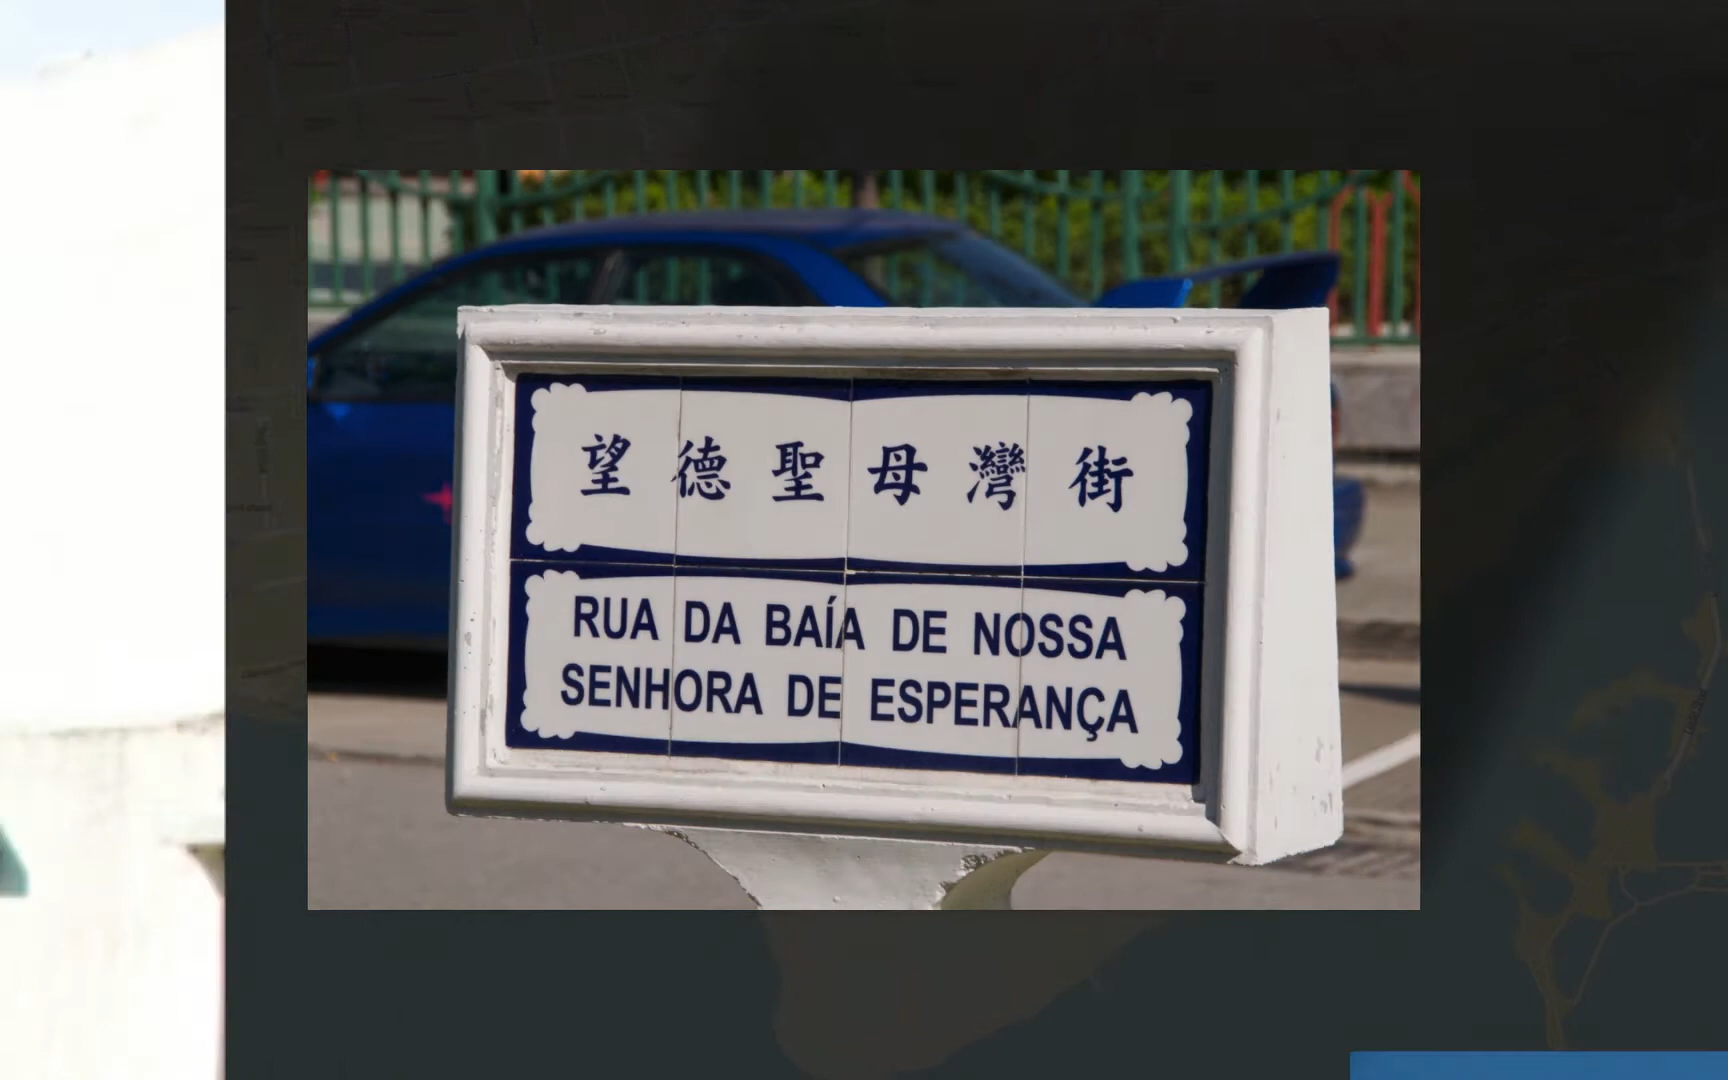 望德聖母灣街
RUA DA BAÍA DE NOSSA
SENHORA DE ESPERANÇA